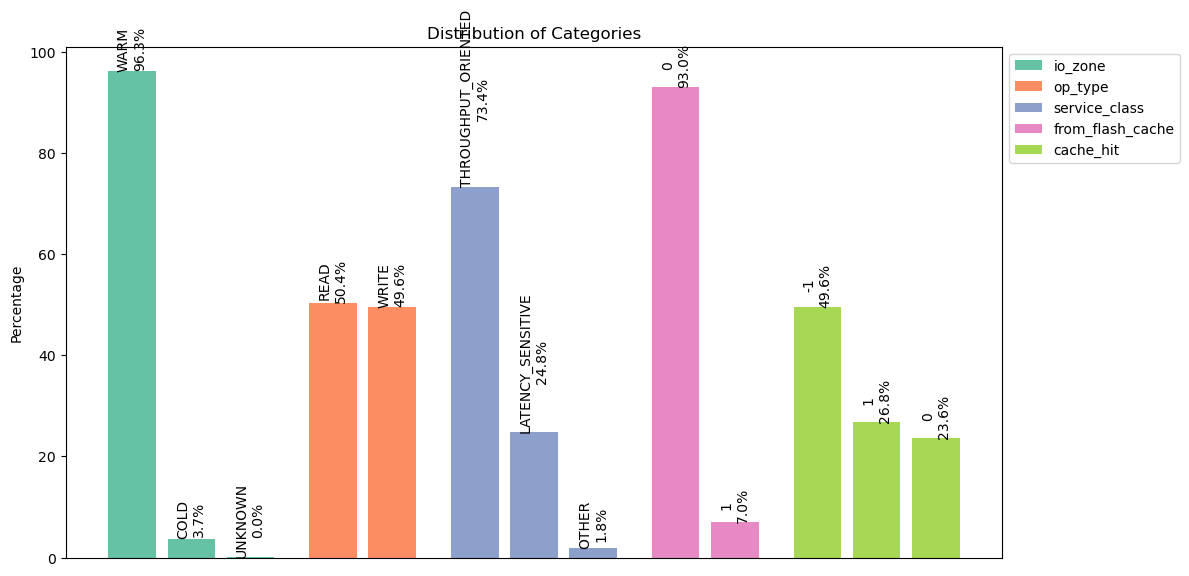 Distribution of Categories
Percentage
100
80
60
40
20
0
WARM
96.3%
COLD
3.7%
UNKNOWN
0.0%
READ
50.4%
WRITE
49.6%
THROUGHPUT_ORIENTED
73.4%
LATENCY_SENSITIVE
24.8%
OTHER
1.8%
0
93.0%
1
7.0%
-1
49.6%
1
26.8%
0
23.6%
io_zone
op_type
service_class
from_flash_cache
cache_hit